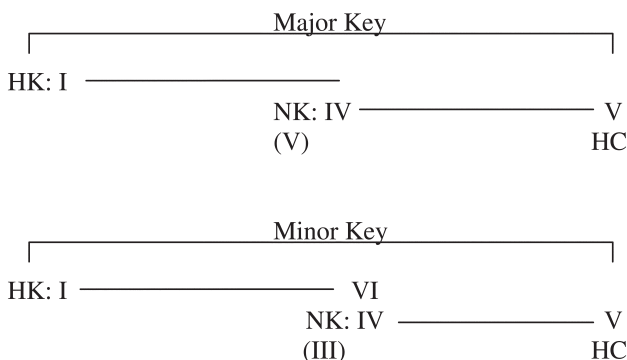 Major Key
HK: I
NK: IV V
(V) HC
Minor Key
HK: I VI
NK: IV V
(III) HC